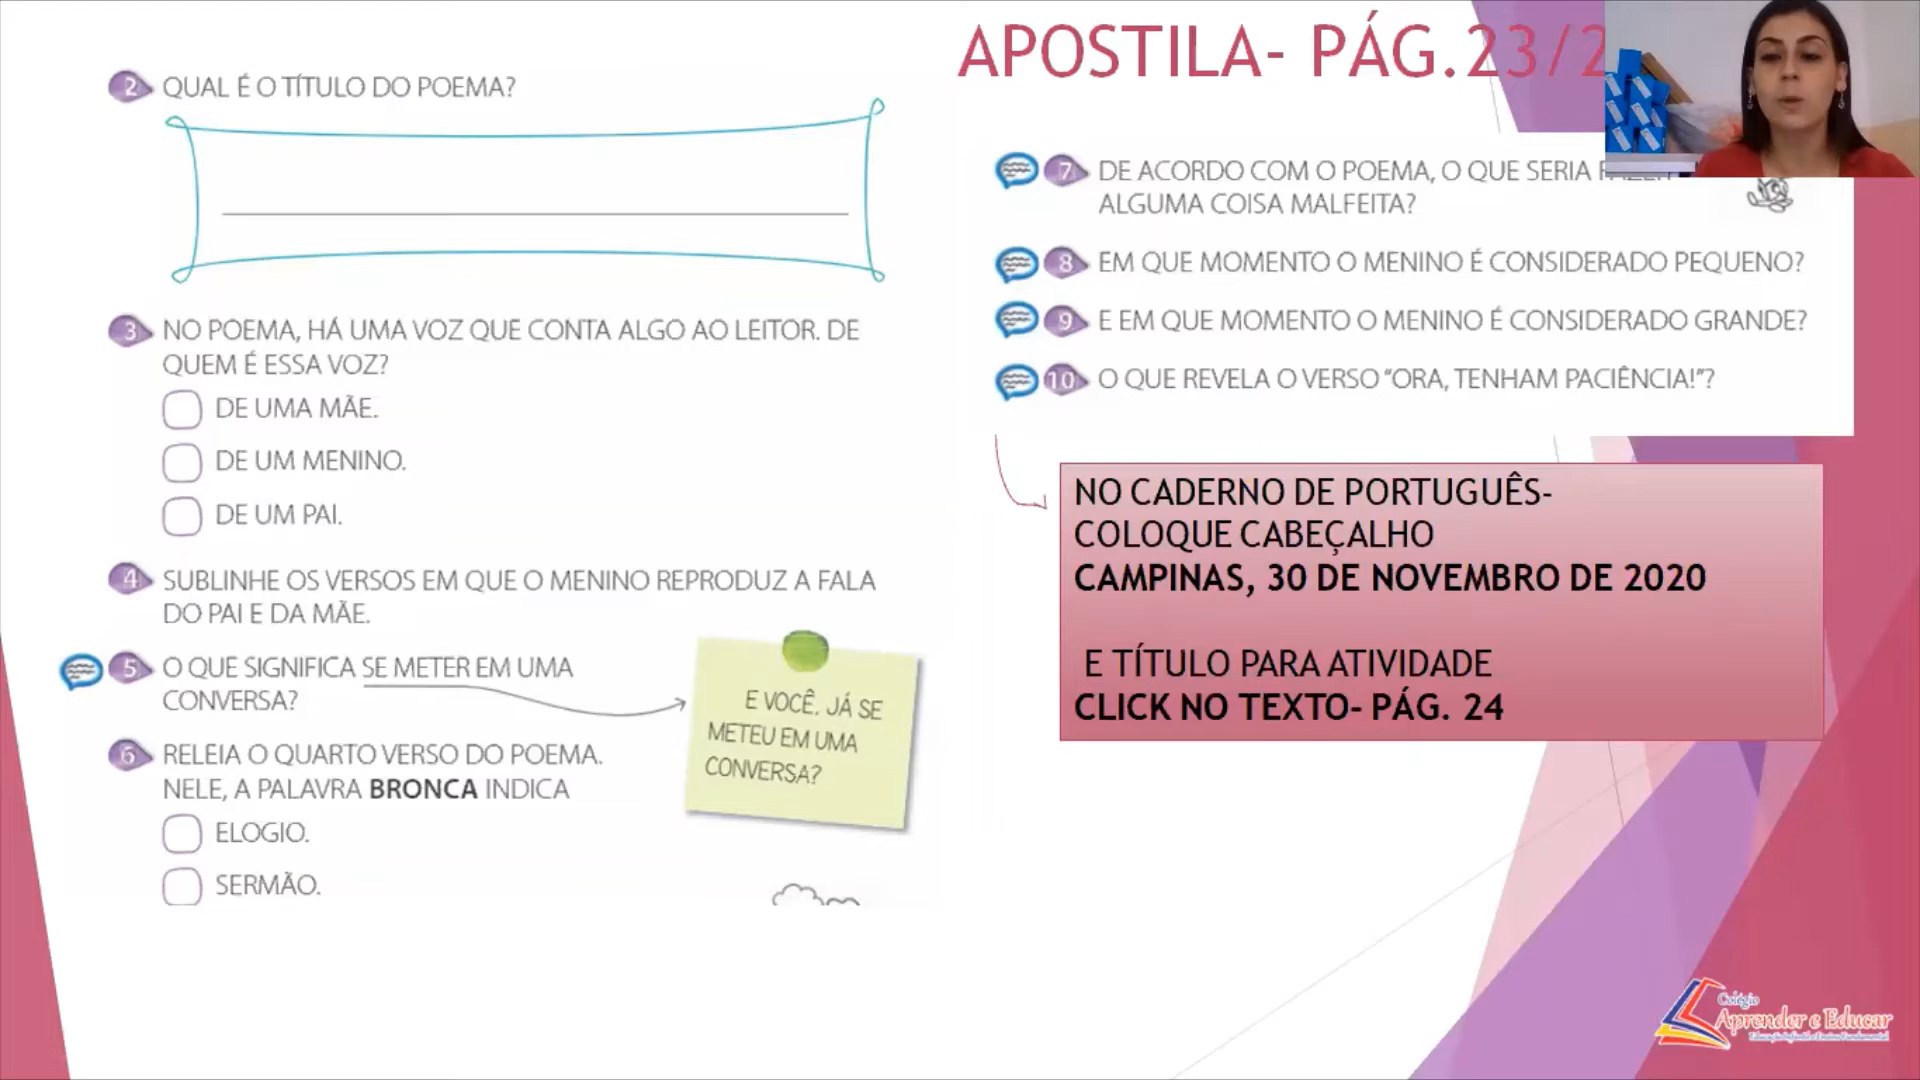 APOSTILA- PÁG.23/2
2 QUAL É O TÍTULO DO POEMA?
3 NO POEMA, HÁ UMA VOZ QUE CONTA ALGO AO LEITOR. DE
QUEM É ESSA VOZ?
DE UMA MÃE.
DE UM MENINO.
DE UM PAI.
4 SUBLINHE OS VERSOS EM QUE O MENINO REPRODUZ A FALA
DO PAI E DA MÃE.
5 O QUE SIGNIFICA SE METER EM UMA
CONVERSA?
E VOCÊ, JÁ SE
METEU EM UMA
CONVERSA?
6 RELEIA O QUARTO VERSO DO POEMA.
NELE, A PALAVRA BRONCA INDICA
ELOGIO.
SERMÃO.
7 DE ACORDO COM O POEMA, O QUE SERIA FAZER
ALGUMA COISA MALFEITA?
8 EM QUE MOMENTO O MENINO É CONSIDERADO PEQUENO?
9 E EM QUE MOMENTO O MENINO É CONSIDERADO GRANDE?
10 O QUE REVELA O VERSO “ORA, TENHAM PACIÊNCIA!”?
NO CADERNO DE PORTUGUÊS-
COLOQUE CABEÇALHO
CAMPINAS, 30 DE NOVEMBRO DE 2020
E TÍTULO PARA ATIVIDADE
CLICK NO TEXTO- PÁG. 24
Colégio
Aprender e Educar
Educação Infantil e Ensino Fundamental